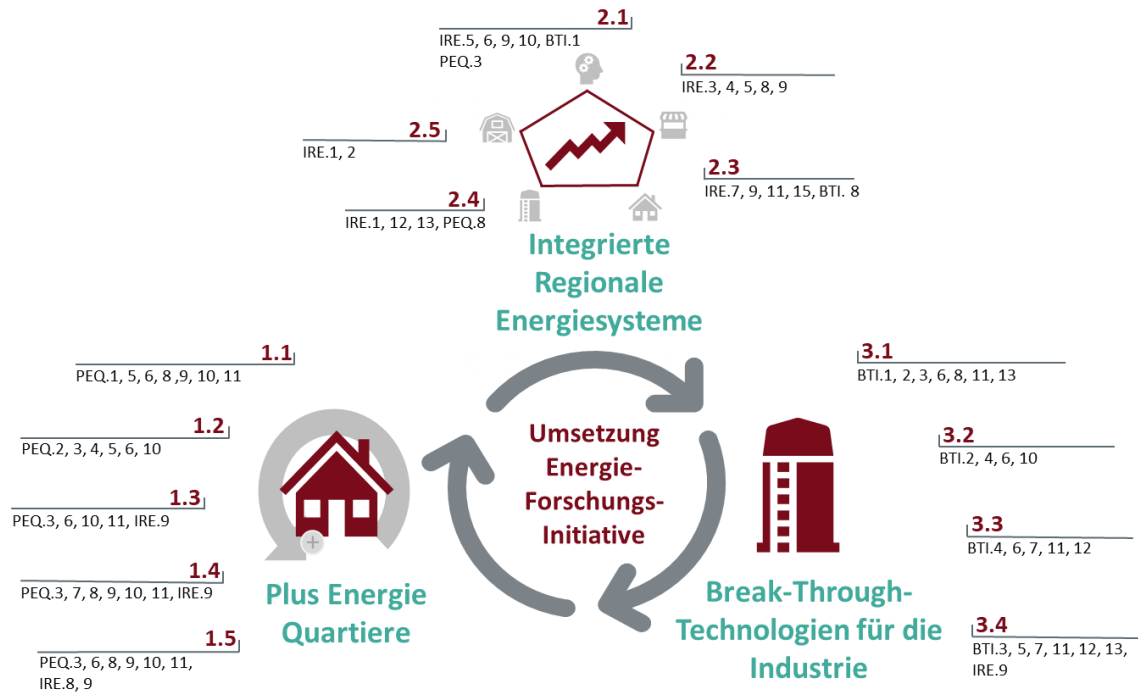 2.1
IRE.5, 6, 9, 10, BTI.1
PEQ.3
2.2
IRE.3, 4, 5, 8, 9
2.5
IRE.1, 2
2.3
IRE.7, 9, 11, 15, BTI. 8
2.4
IRE.1, 12, 13, PEQ.8
Integrierte
Regionale
Energiesysteme
1.1
PEQ.1, 5, 6, 8 ,9, 10, 11
1.2
PEQ.2, 3, 4, 5, 6, 10
1.3
PEQ.3, 6, 10, 11, IRE.9
1.4
PEQ.3, 7, 8, 9, 10, 11, IRE.9
1.5
PEQ.3, 6, 8, 9, 10, 11,
IRE.8, 9
Plus Energie
Quartiere
Umsetzung
Energie-
Forschungs-
Initiative
3.1
BTI.1, 2, 3, 6, 8, 11, 13
3.2
BTI.2, 4, 6, 10
3.3
BTI.4, 6, 7, 11, 12
3.4
BTI.3, 5, 7, 11, 12, 13,
IRE.9
Break-Through-
Technologien für die
Industrie